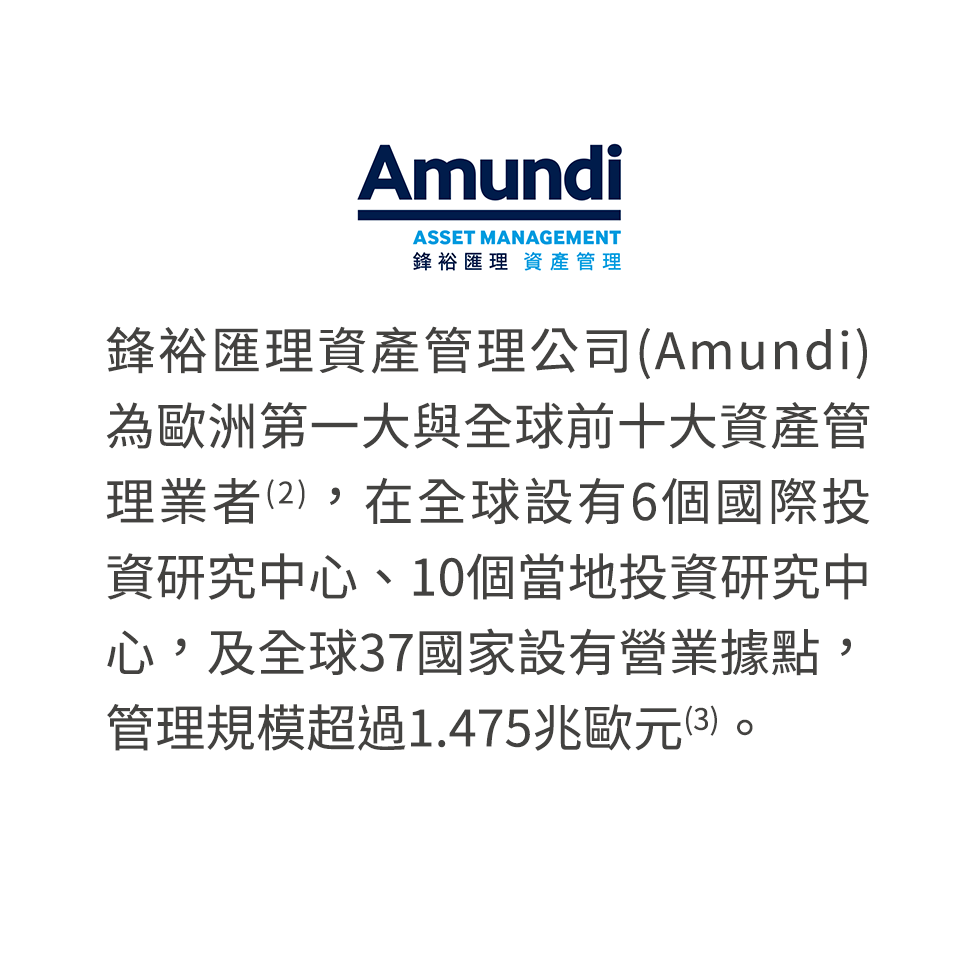 Amundi
ASSET MANAGEMENT
鋒裕匯理 資產管理
鋒裕匯理資產管理公司(Amundi)
為歐洲第一大與全球前十大資產管
理業者(2)，在全球設有6個國際投
資研究中心、10個當地投資研究中
心，及全球37國家設有營業據點，
管理規模超過1.475兆歐元(3)。